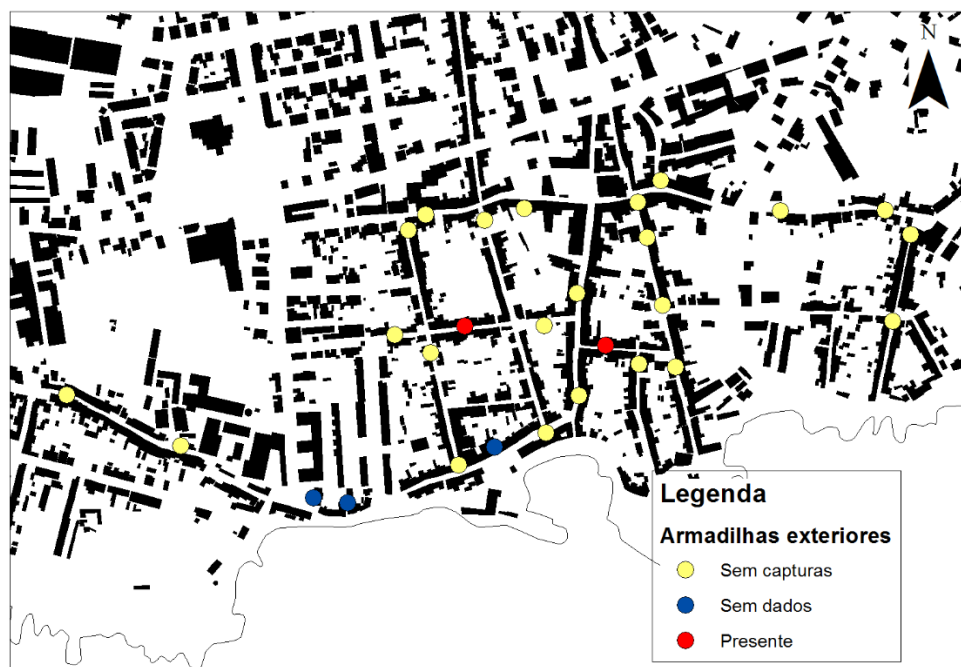 N
Legenda
Armadilhas exteriores
Sem capturas
Sem dados
Presente